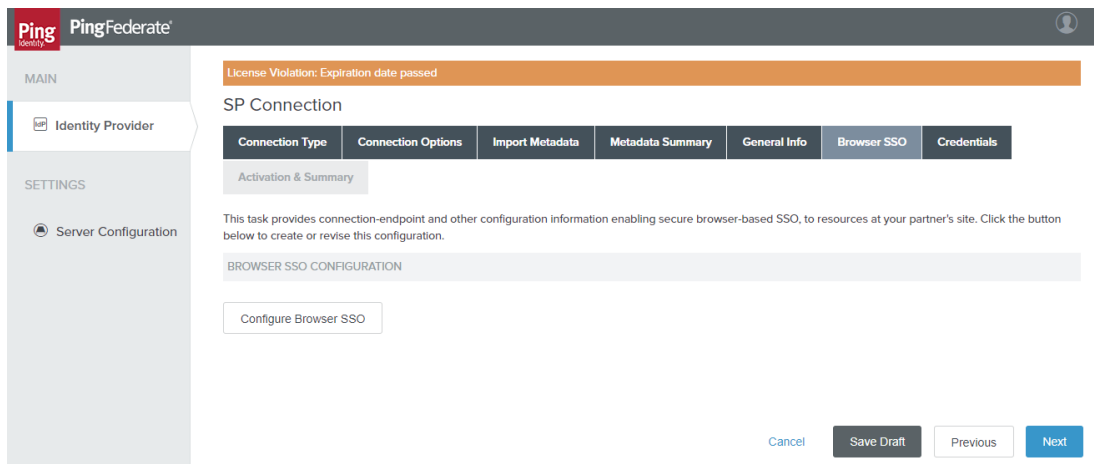 Ping
Identity
PingFederate
MAIN
IdP
Identity Provider
SETTINGS
Server Configuration
License Violation: Expiration date passed
SP Connection
Connection Type
Connection Options
Import Metadata
Metadata Summary
General Info
Browser SSO
Credentials
Activation & Summary
This task provides connection-endpoint and other configuration information enabling secure browser-based SSO, to resources at your partner's site. Click the button
below to create or revise this configuration.
BROWSER SSO CONFIGURATION
Configure Browser SSO
Cancel
Save Draft
Previous
Next